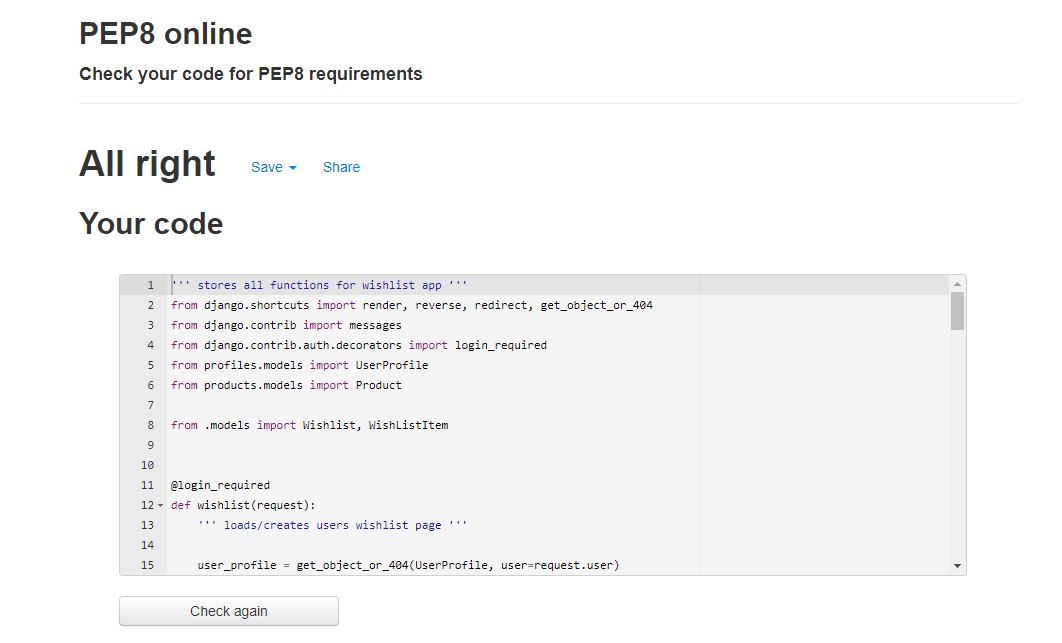 PEP8 online
Check your code for PEP8 requirements
All right Save Share
Your code
1 ''' stores all functions for wishlist app '''
2 from django.shortcuts import render, reverse, redirect, get_object_or_404
3 from django.contrib import messages
4 from django.contrib.auth.decorators import login_required
5 from profiles.models import UserProfile
6 from products.models import Product
7
8 from .models import Wishlist, WishListItem
9
10
11 @login_required
12 def wishlist(request):
13     ''' loads/creates users wishlist page '''
14
15     user_profile = get_object_or_404(UserProfile, user=request.user)
Check again